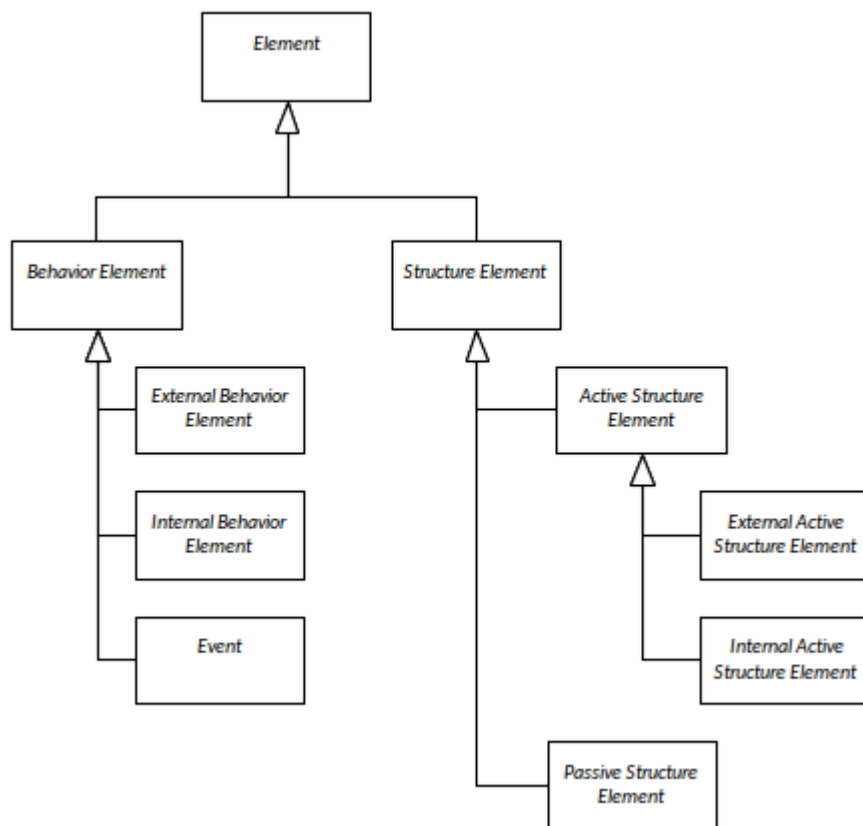 Element
Behavior Element
Structure Element
External Behavior
Element
Active Structure
Element
Internal Behavior
Element
External Active
Structure Element
Event
Internal Active
Structure Element
Passive Structure
Element